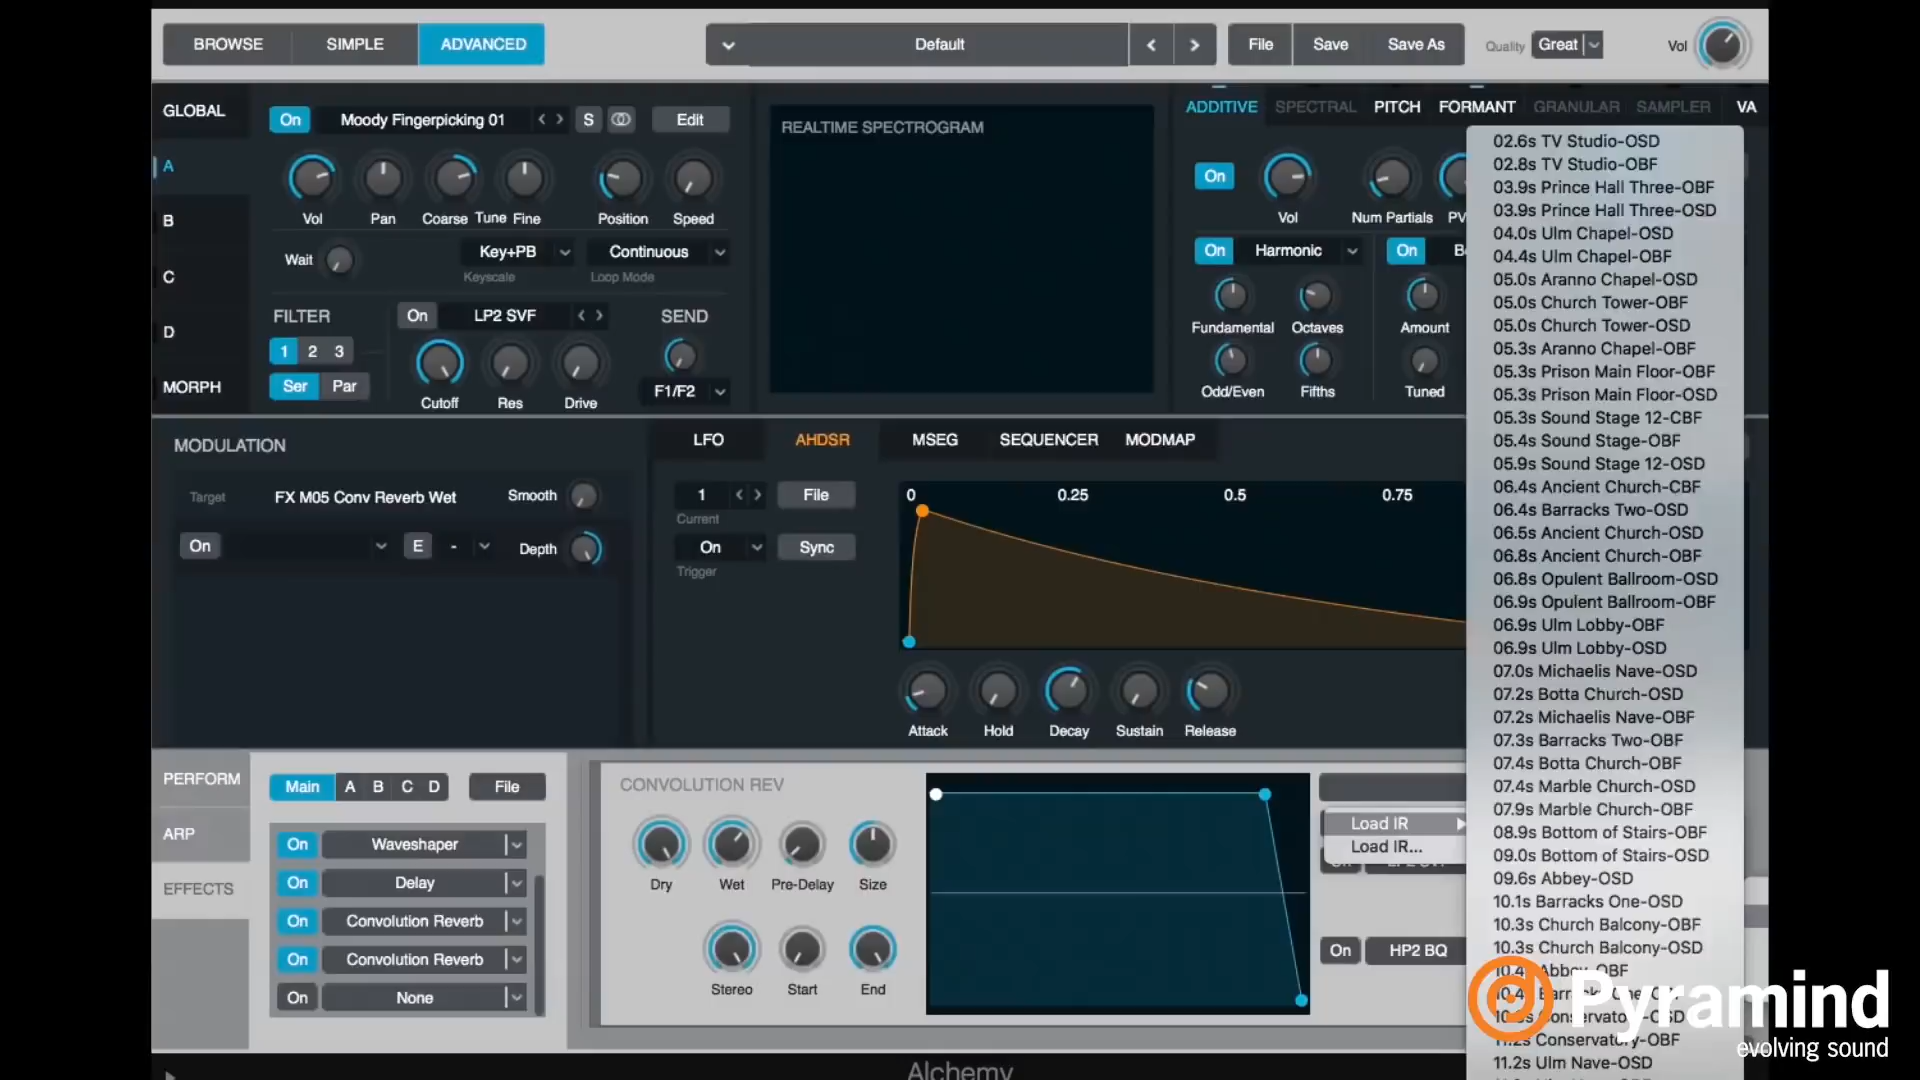 BROWSE SIMPLE ADVANCED Default File Save Save As Quality Great Vol
GLOBAL
A
B
C
D
MORPH
On Moody Fingerpicking 01 S Edit
Vol Pan Coarse Tune Fine Position Speed
Wait Key+PB Continuous
Keyscale Loop Mode
FILTER On LP2 SVF SEND
1 2 3
Ser Par F1/F2
Cutoff Res Drive
REALTIME SPECTROGRAM
ADDITIVE SPECTRAL PITCH FORMANT GRANULAR SAMPLER VA
On Vol Num Partials
On Harmonic On
Fundamental Octaves Amount
Odd/Even Fifths Tuned
MODULATION
Target FX M05 Conv Reverb Wet Smooth
On E - Depth
LFO AHDSR MSEG SEQUENCER MODMAP
1 File
Current
On Sync
Trigger
0 0.25 0.5 0.75
Attack Hold Decay Sustain Release
PERFORM
ARP
EFFECTS
Main A B C D File
On Waveshaper
On Delay
On Convolution Reverb
On Convolution Reverb
On None
CONVOLUTION REV
Dry Wet Pre-Delay Size
Stereo Start End
Load IR
Load IR...
On HP2 BQ
02.6s TV Studio-OSD
02.8s TV Studio-OBF
03.9s Prince Hall Three-OBF
03.9s Prince Hall Three-OSD
04.0s Ulm Chapel-OSD
04.4s Ulm Chapel-OBF
05.0s Aranno Chapel-OSD
05.0s Church Tower-OBF
05.0s Church Tower-OSD
05.3s Aranno Chapel-OBF
05.3s Prison Main Floor-OBF
05.3s Prison Main Floor-OSD
05.3s Sound Stage 12-CBF
05.4s Sound Stage-OBF
05.9s Sound Stage 12-OSD
06.4s Ancient Church-CBF
06.4s Barracks Two-OSD
06.5s Ancient Church-OSD
06.8s Ancient Church-OBF
06.8s Opulent Ballroom-OSD
06.9s Opulent Ballroom-OBF
06.9s Ulm Lobby-OBF
06.9s Ulm Lobby-OSD
07.0s Michaelis Nave-OSD
07.2s Botta Church-OSD
07.2s Michaelis Nave-OBF
07.3s Barracks Two-OBF
07.4s Botta Church-OBF
07.4s Marble Church-OSD
07.9s Marble Church-OBF
08.9s Bottom of Stairs-OBF
09.0s Bottom of Stairs-OSD
09.6s Abbey-OSD
10.1s Barracks One-OSD
10.3s Church Balcony-OBF
10.3s Church Balcony-OSD
Abbey-OBF
Conservatory-OSD
11.2s Conservatory-OBF
11.2s Ulm Nave-OSD
Pyramind
evolving sound
Alchemy